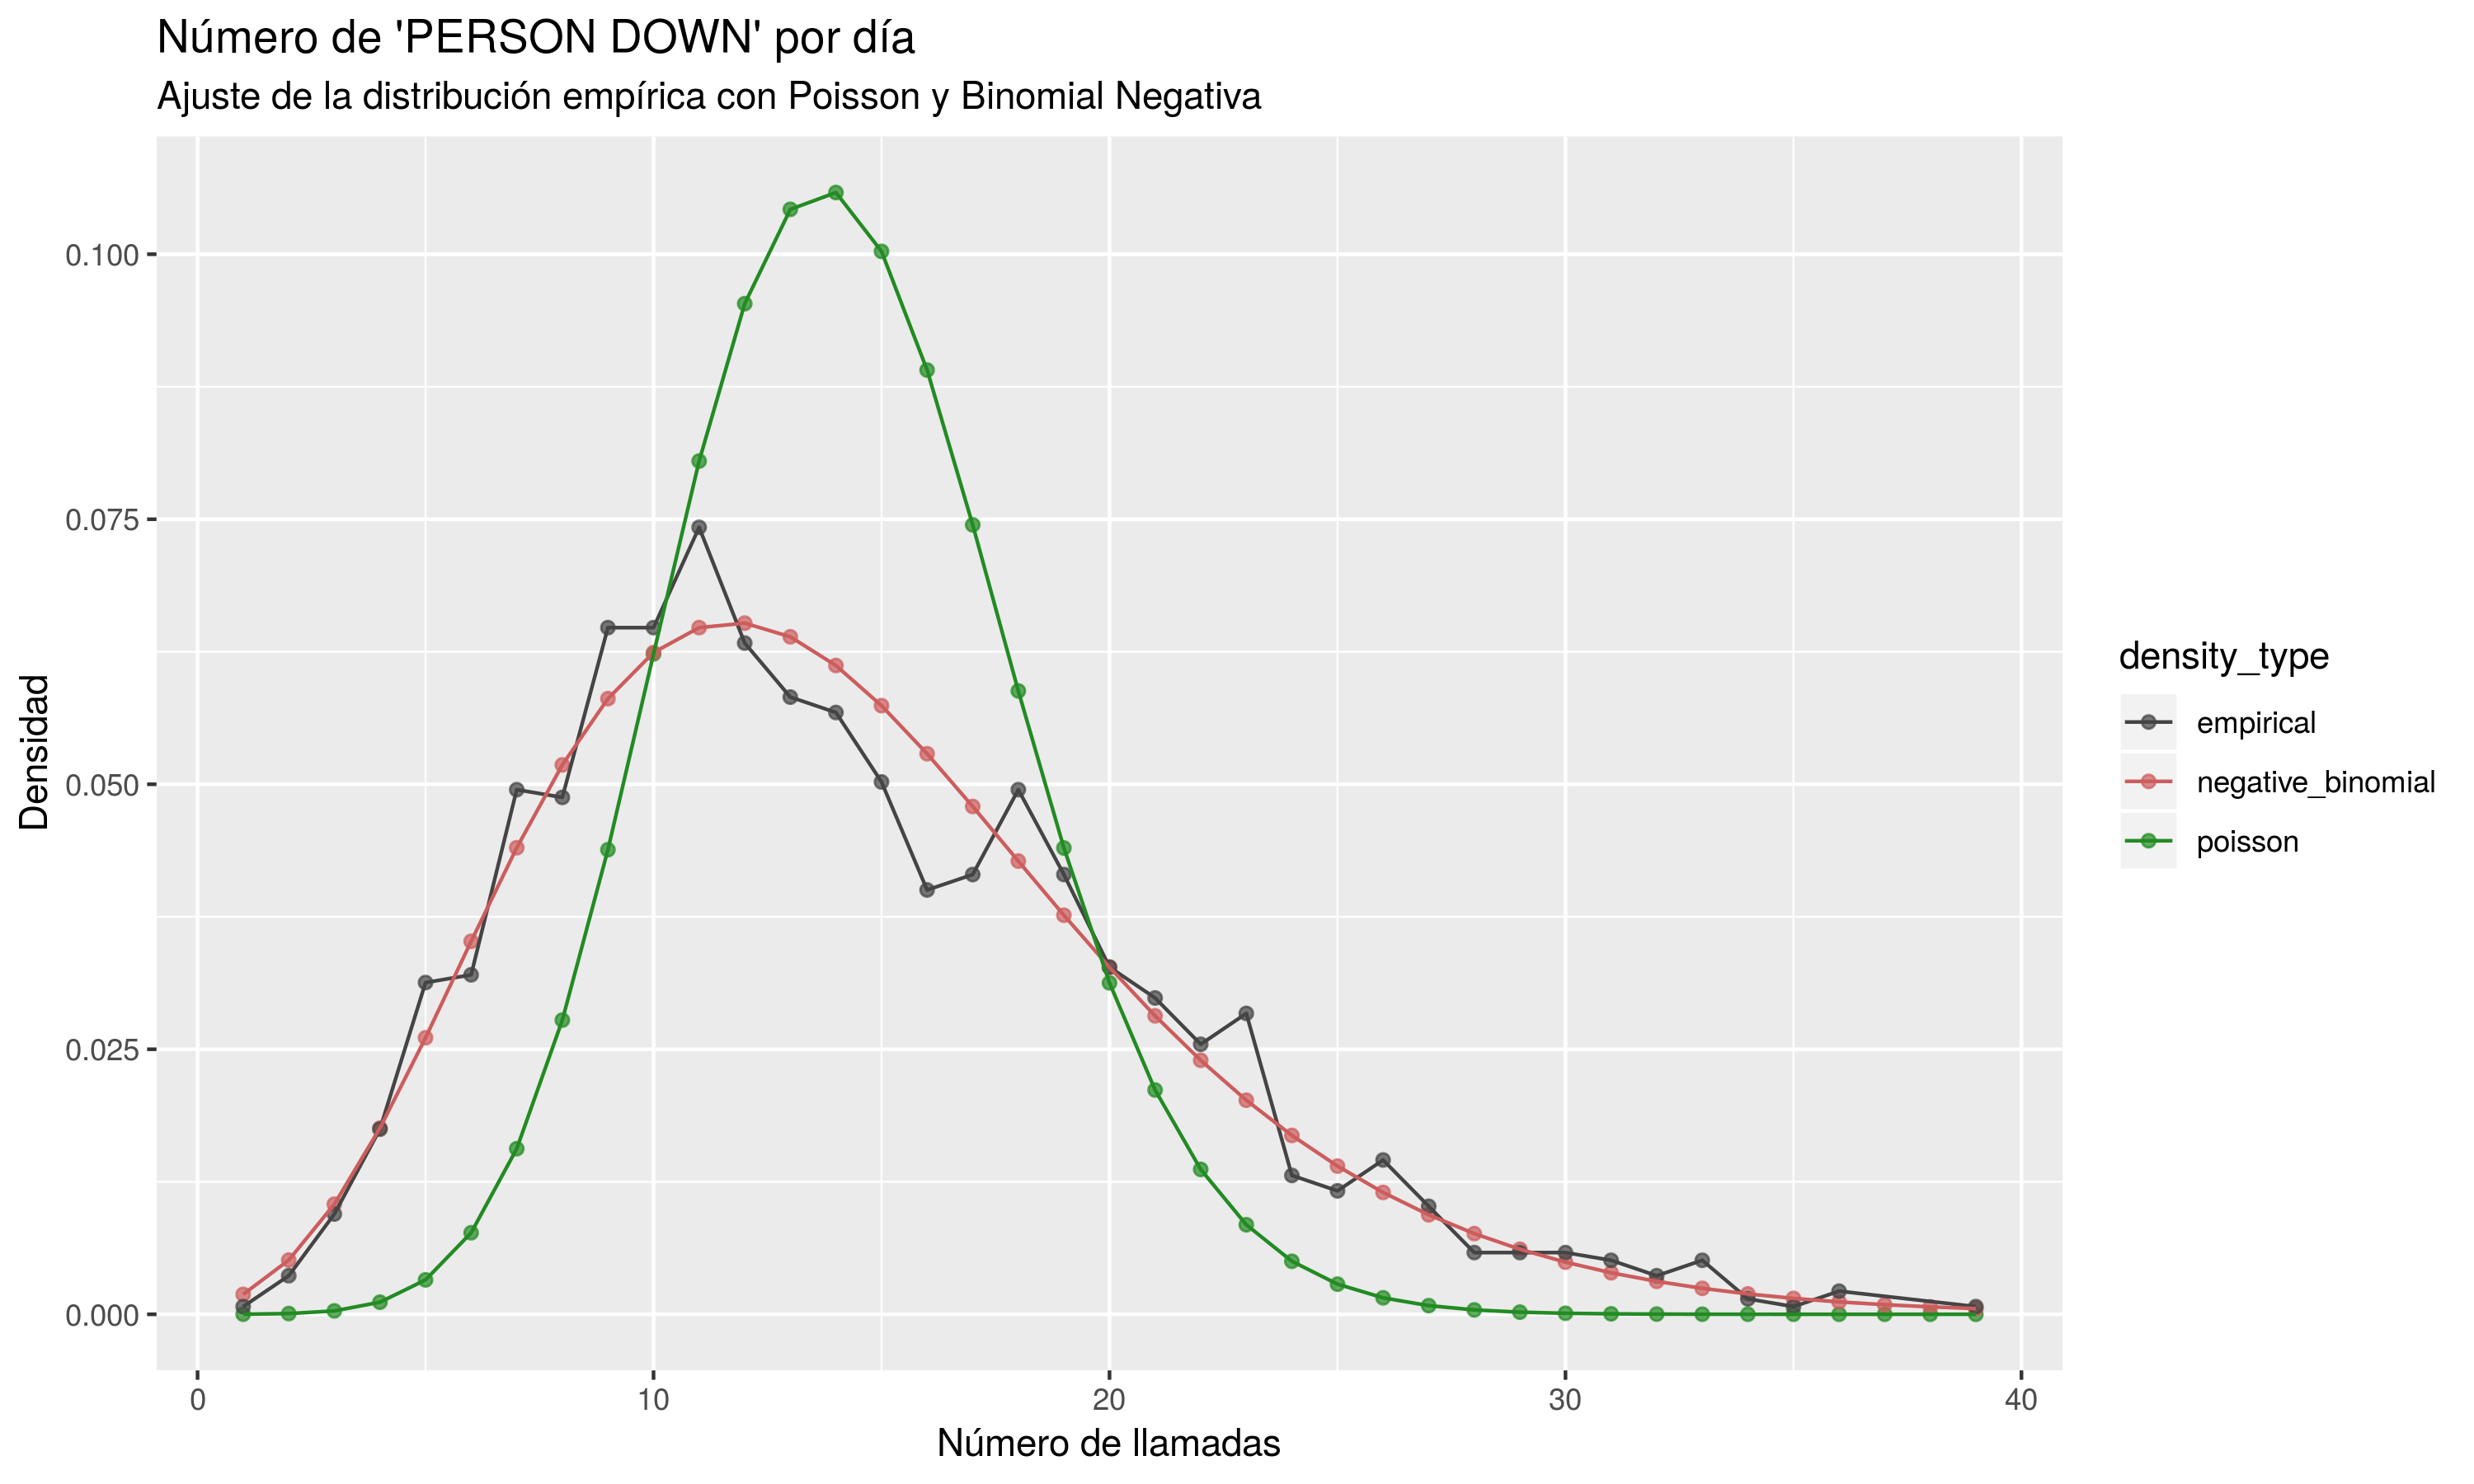 Número de 'PERSON DOWN' por día
Ajuste de la distribución empírica con Poisson y Binomial Negativa
Densidad
0.100
0.075
0.050
0.025
0.000
0
10
20
30
40
Número de llamadas
density_type
empirical
negative_binomial
poisson